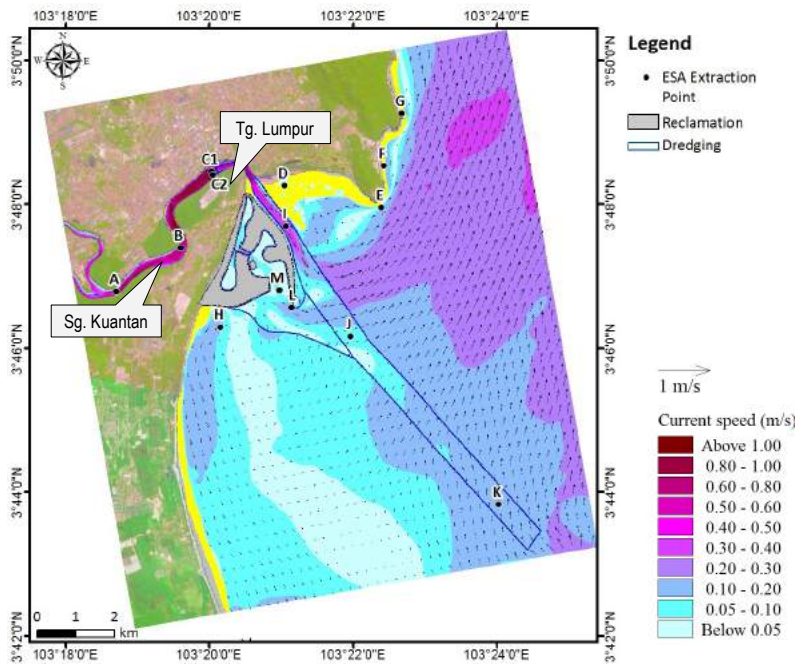 103°18'0"E 103°20'0"E 103°22'0"E 103°24'0"E
3°50'0"N
3°48'0"N
3°46'0"N
3°44'0"N
3°42'0"N
N
W E
S
Tg. Lumpur
Sg. Kuantan
A
B
C1
C2
D
E
F
G
H
I
J
K
L
M
0 1 2
km
3°50'0"N
3°48'0"N
3°46'0"N
3°44'0"N
3°42'0"N
103°18'0"E 103°20'0"E 103°22'0"E 103°24'0"E
Legend
ESA Extraction
Point
Reclamation
Dredging
1 m/s
Current speed (m/s)
Above 1.00
0.80 - 1.00
0.60 - 0.80
0.50 - 0.60
0.40 - 0.50
0.30 - 0.40
0.20 - 0.30
0.10 - 0.20
0.05 - 0.10
Below 0.05